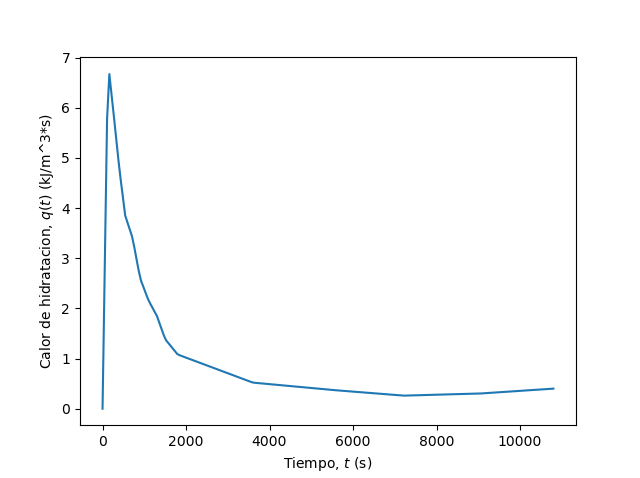 7
6
5
4
3
2
1
0
Calor de hidratacion, q(t) (kJ/m^3*s)
0 2000 4000 6000 8000 10000
Tiempo, t (s)